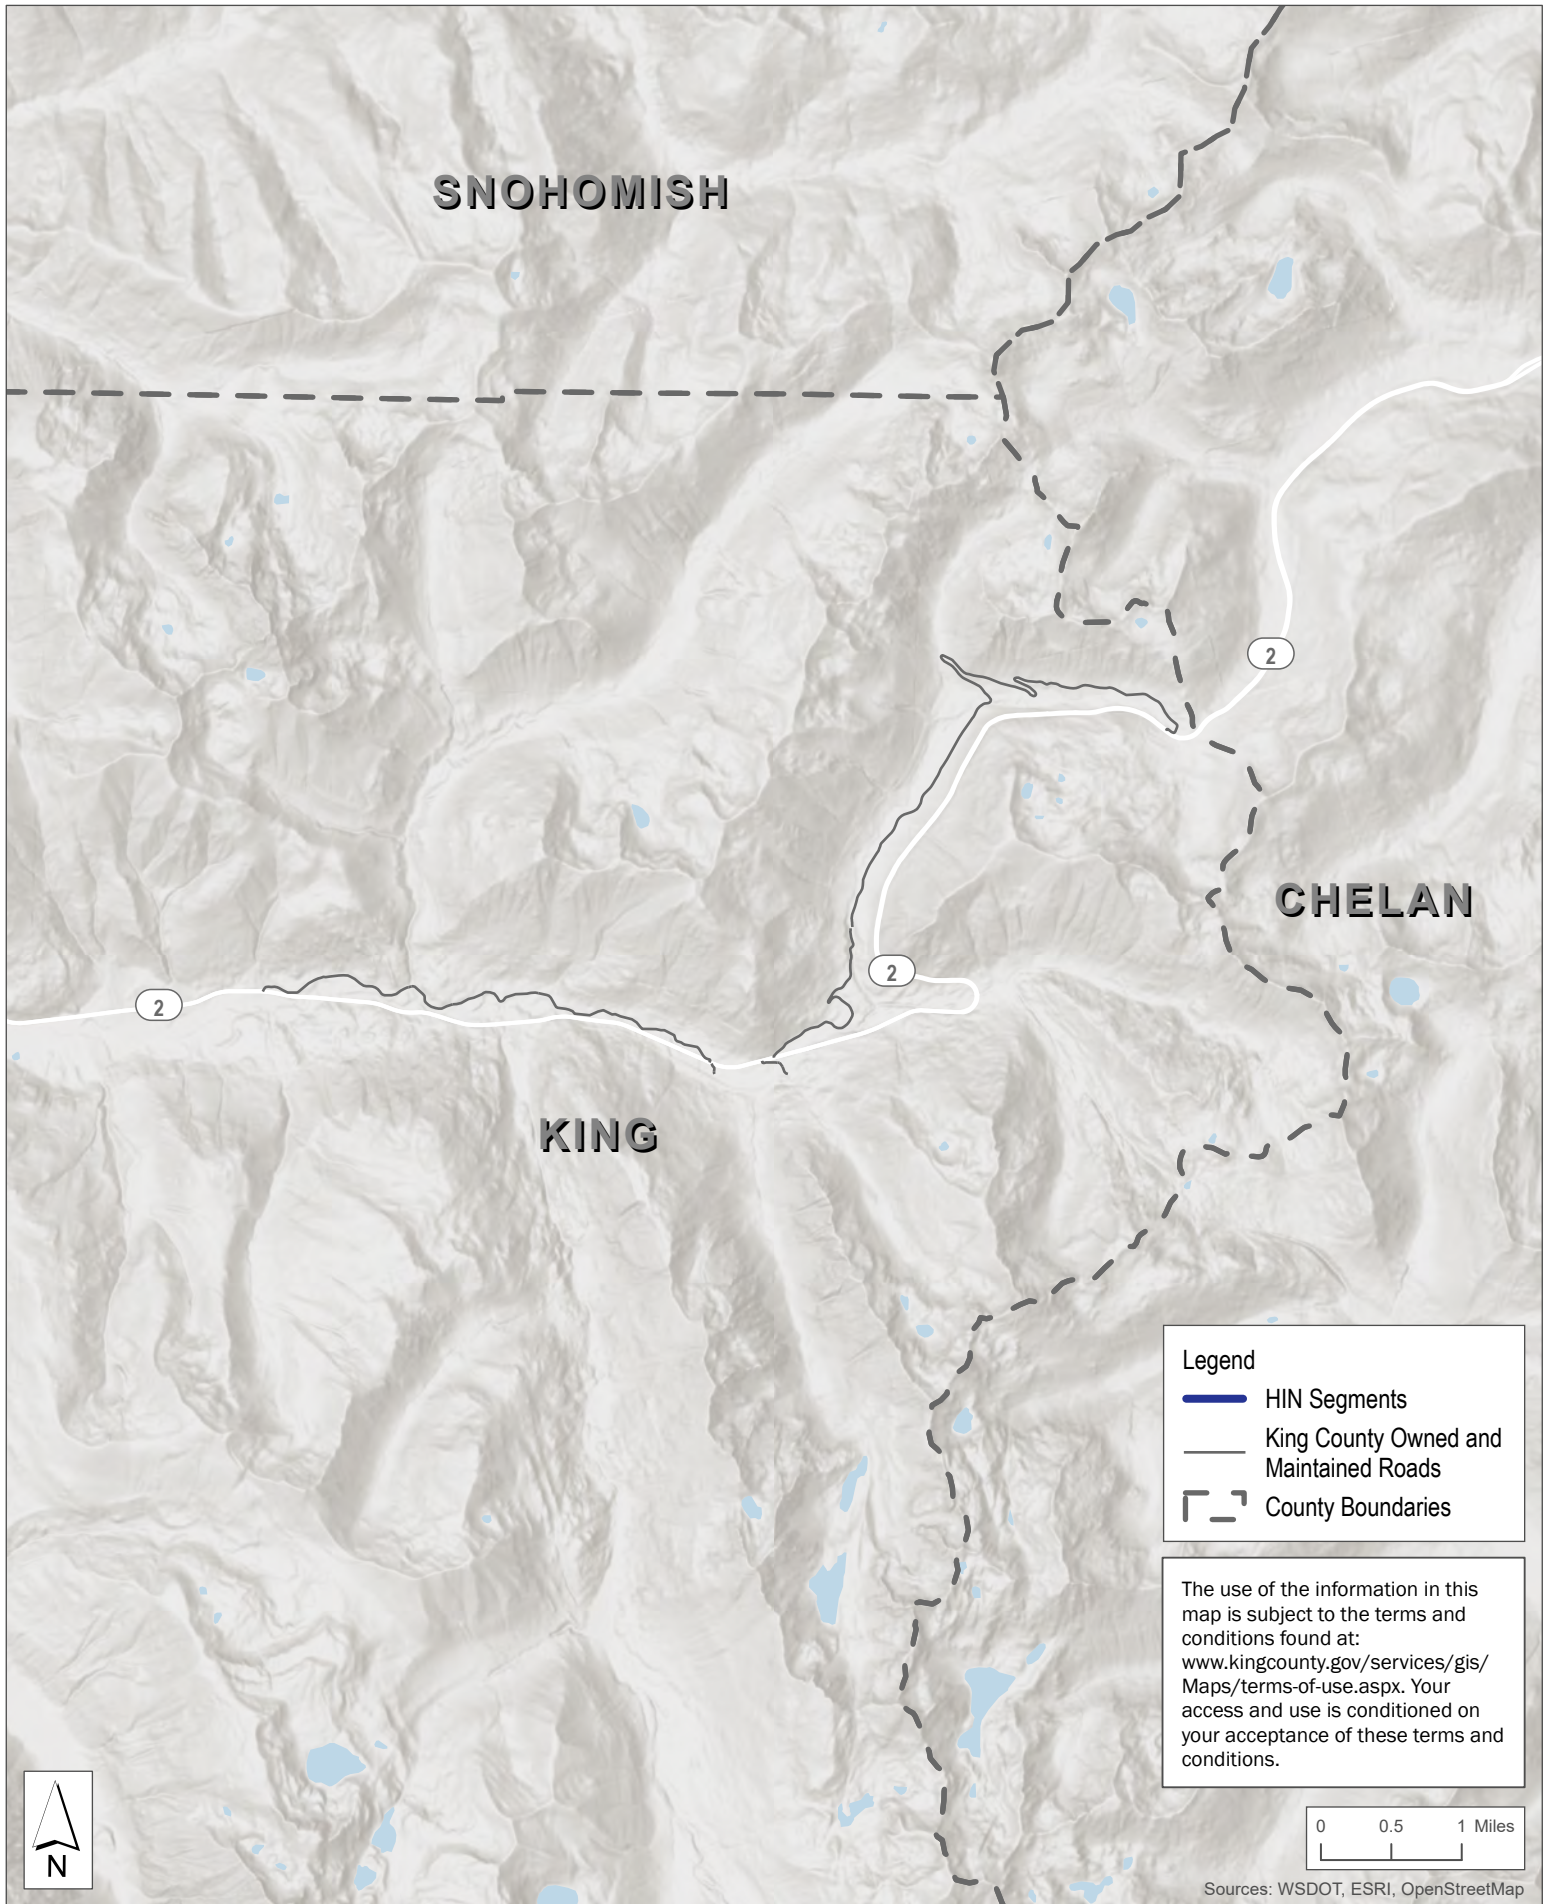 SNOHOMISH
2
CHELAN
2
2
KING
Legend
HIN Segments
King County Owned and
Maintained Roads
County Boundaries
The use of the information in this
map is subject to the terms and
conditions found at:
www.kingcounty.gov/services/gis/
Maps/terms-of-use.aspx. Your
access and use is conditioned on
your acceptance of these terms and
conditions.
N
0 0.5 1 Miles
Sources: WSDOT, ESRI, OpenStreetMap